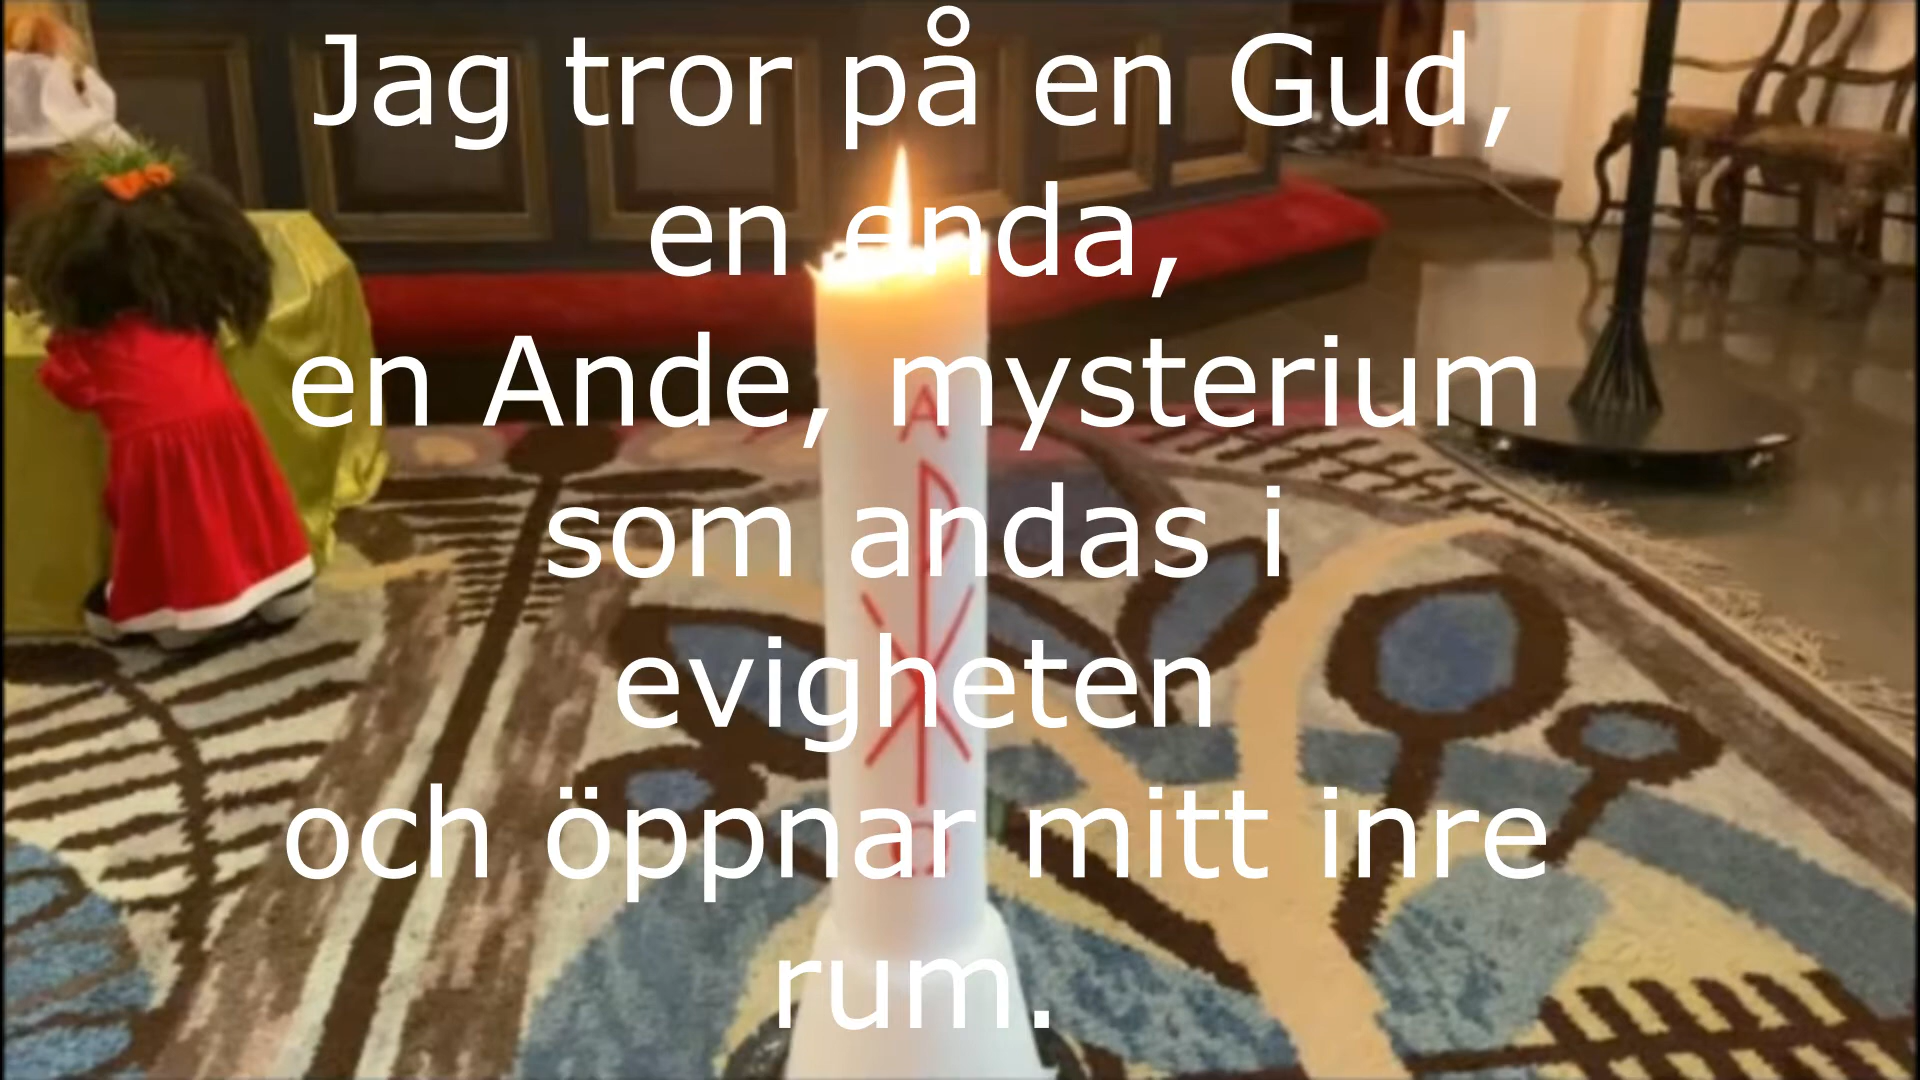 Jag tror på en Gud,
en enda,
en Ande, mysterium
som andas i
evigheten
och öppnar mitt inre
rum.
A
Ω